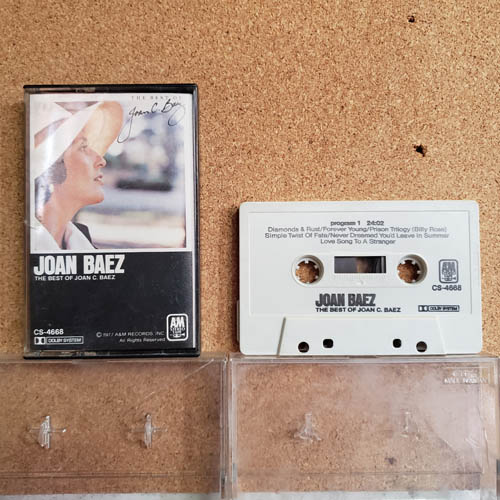 THE BEST OF
Joan C. Baez
JOAN BAEZ
THE BEST OF JOAN C. BAEZ
CS-4668
DOLBY SYSTEM
© 1977 A&M RECORDS, INC.
All Rights Reserved
A&M
RECORDS
program 1 24:02
Diamonds & Rust/Forever Young/Prison Trilogy (Billy Rose)
Simple Twist Of Fate/Never Dreamed You'd Leave In Summer
Love Song To A Stranger
A&M
CS-4668
JOAN BAEZ
THE BEST OF JOAN C. BAEZ
DOLBY SYSTEM